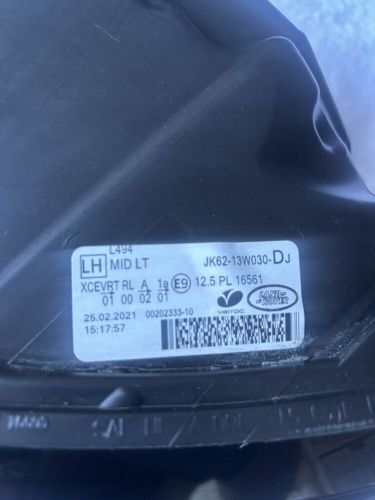 L494
LH MID LT JK62-13W030-DJ
XCEVRT RL A 1a E9 12.5 PL 16561
01 00 02 01
varroc LAND ROVER
25.02.2021 00202333-10
15:17:57